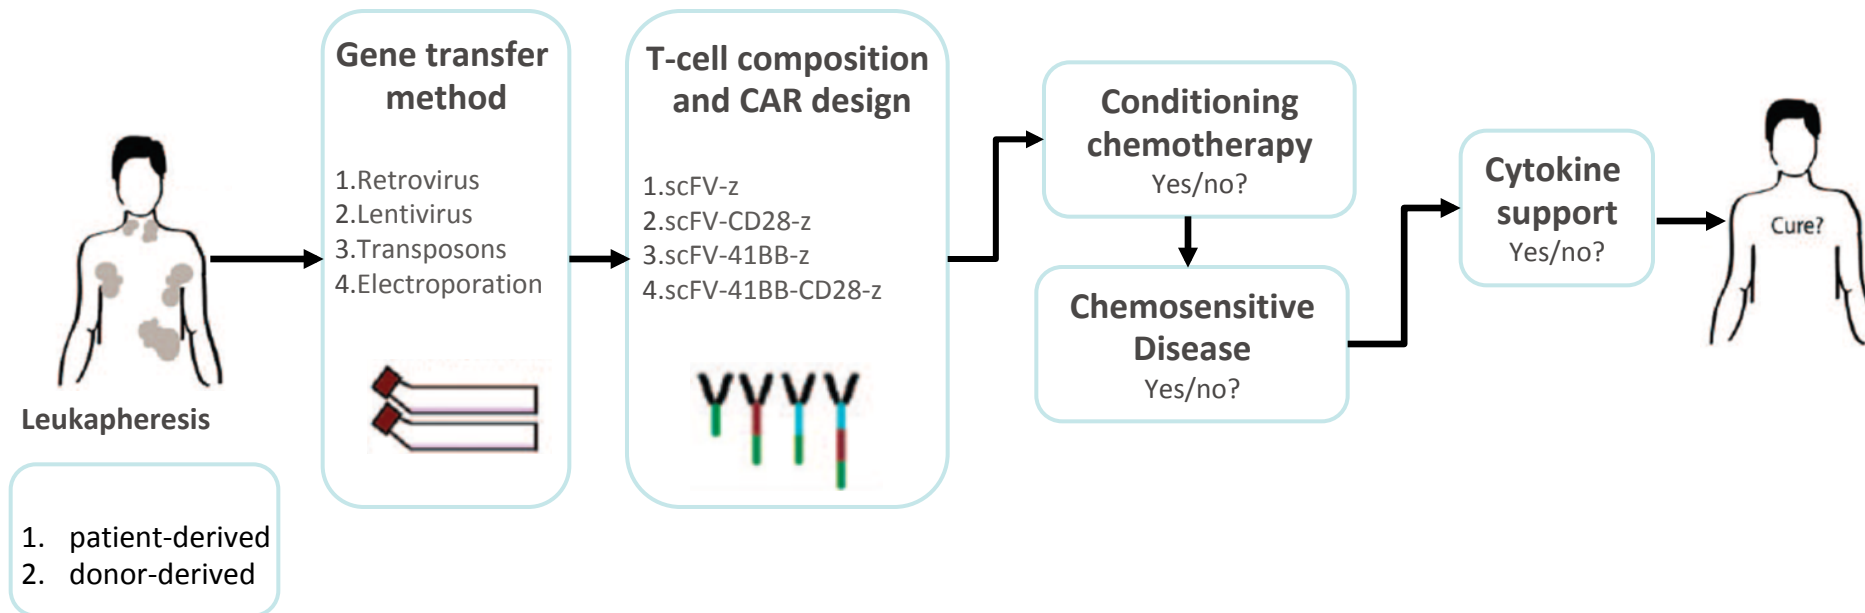 Leukapheresis
1. patient-derived
2. donor-derived
Gene transfer
method
1.Retrovirus
2.Lentivirus
3.Transposons
4.Electroporation
T-cell composition
and CAR design
1.scFV-z
2.scFV-CD28-z
3.scFV-41BB-z
4.scFV-41BB-CD28-z
Conditioning
chemotherapy
Yes/no?
Chemosensitive
Disease
Yes/no?
Cytokine
support
Yes/no?
Cure?